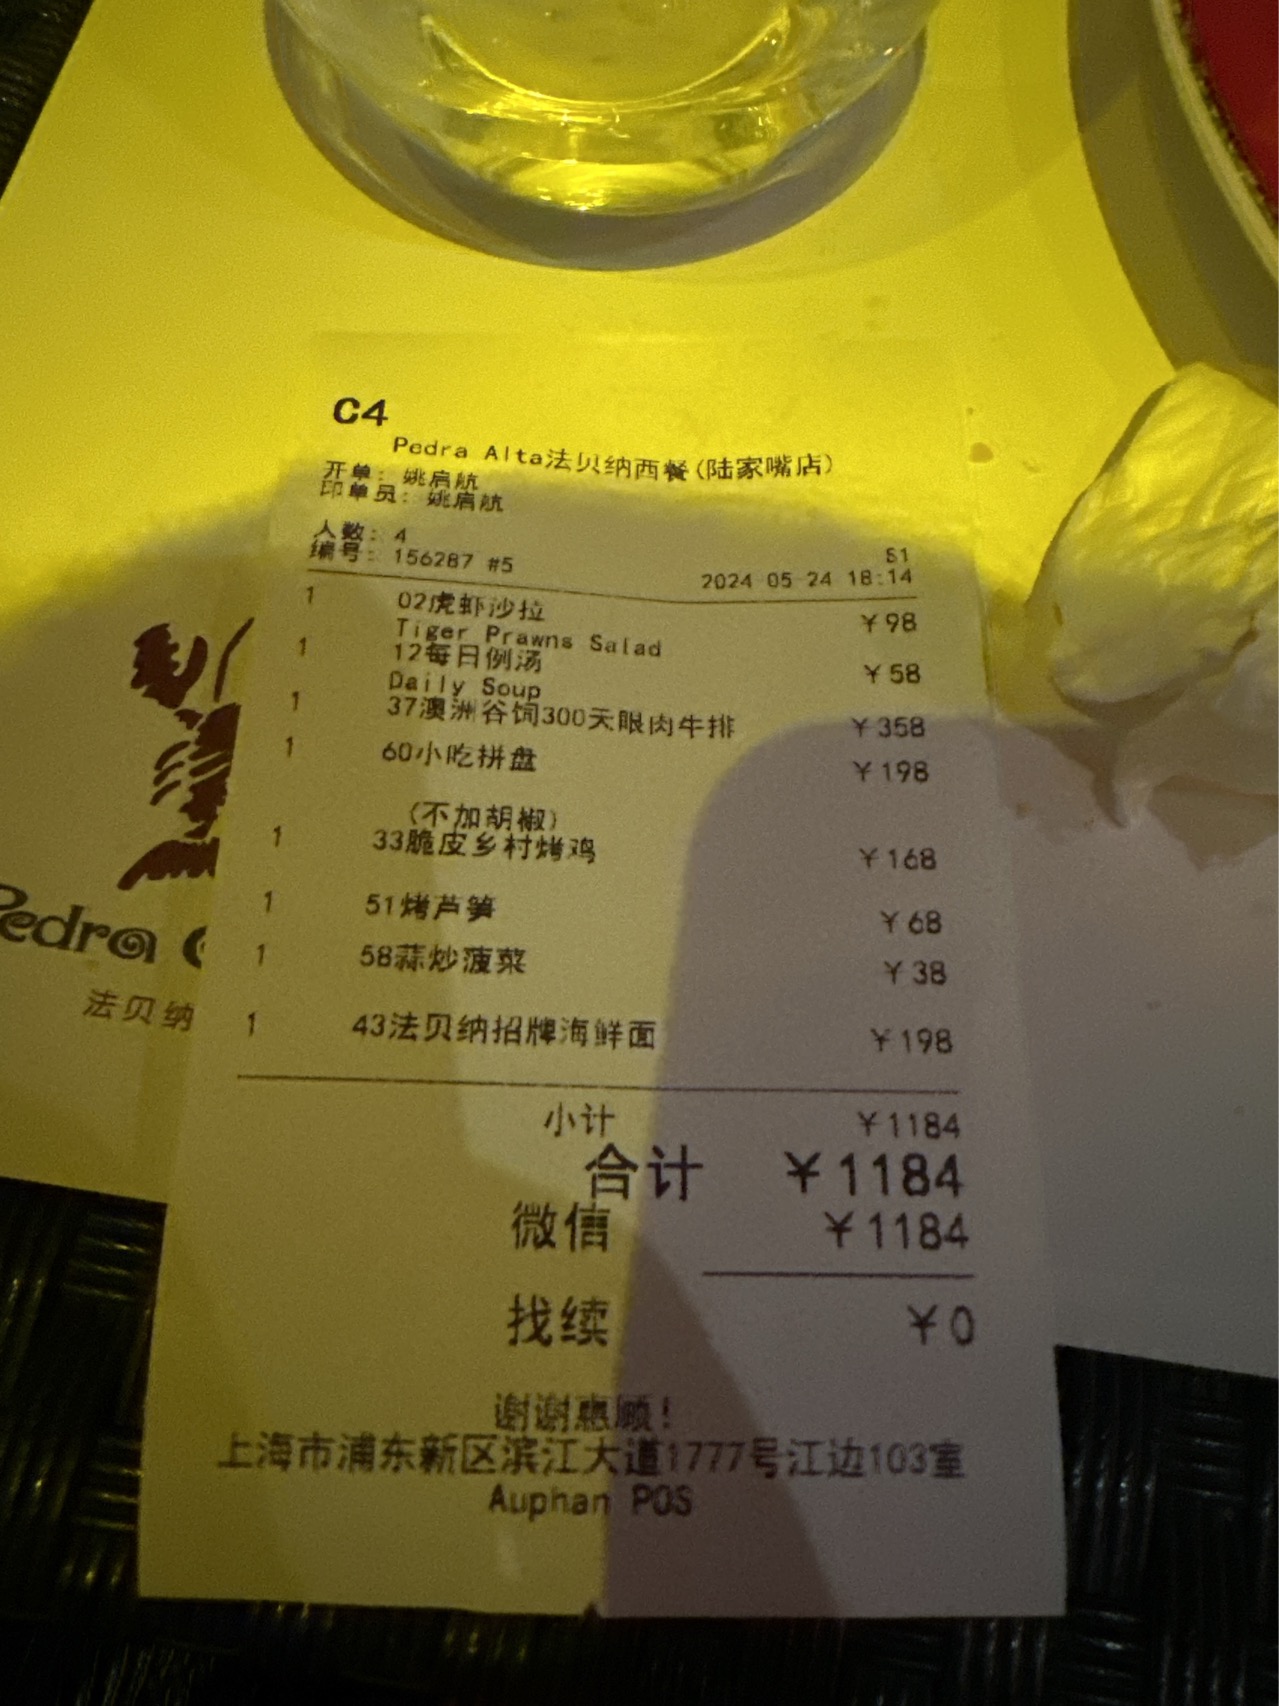 C4
Pedra Alta法贝纳西餐(陆家嘴店)
开单: 姚启航
印单员: 姚启航
人数: 4
S1
编号: 156287 #5
2024-05-24 18:14
1 02虎虾沙拉 ¥98
Tiger Prawns Salad
1 12每日例汤 ¥58
Daily Soup
1 37澳洲谷饲300天眼肉牛排 ¥358
1 60小吃拼盘 ¥198
(不加胡椒)
1 33脆皮乡村烤鸡 ¥168
1 51烤芦笋 ¥68
1 58蒜炒菠菜 ¥38
1 43法贝纳招牌海鲜面 ¥198
小计 ¥1184
合计 ¥1184
微信 ¥1184
找续 ¥0
谢谢惠顾!
上海市浦东新区滨江大道1777号江边103室
Auphan POS
Pedra
法贝纳